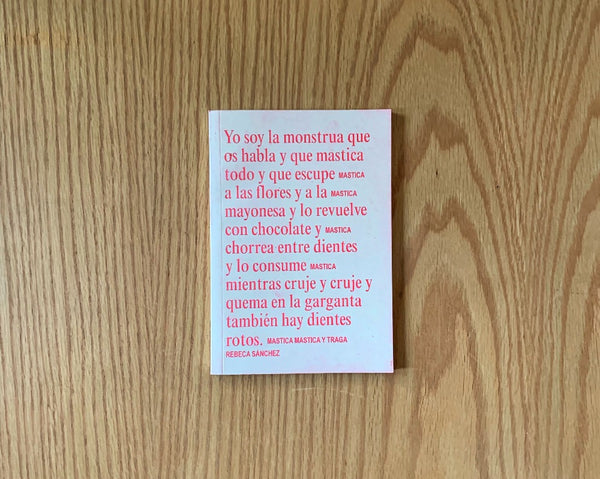 Yo soy la monstrua que
os habla y que mastica
todo y que escupe MASTICA
a las flores y a la MASTICA
mayonesa y lo revuelve
con chocolate y MASTICA
chorrea entre dientes
y lo consume MASTICA
mientras cruje y cruje y
quema en la garganta
también hay dientes
rotos. MASTICA MASTICA Y TRAGA
REBECA SÁNCHEZ